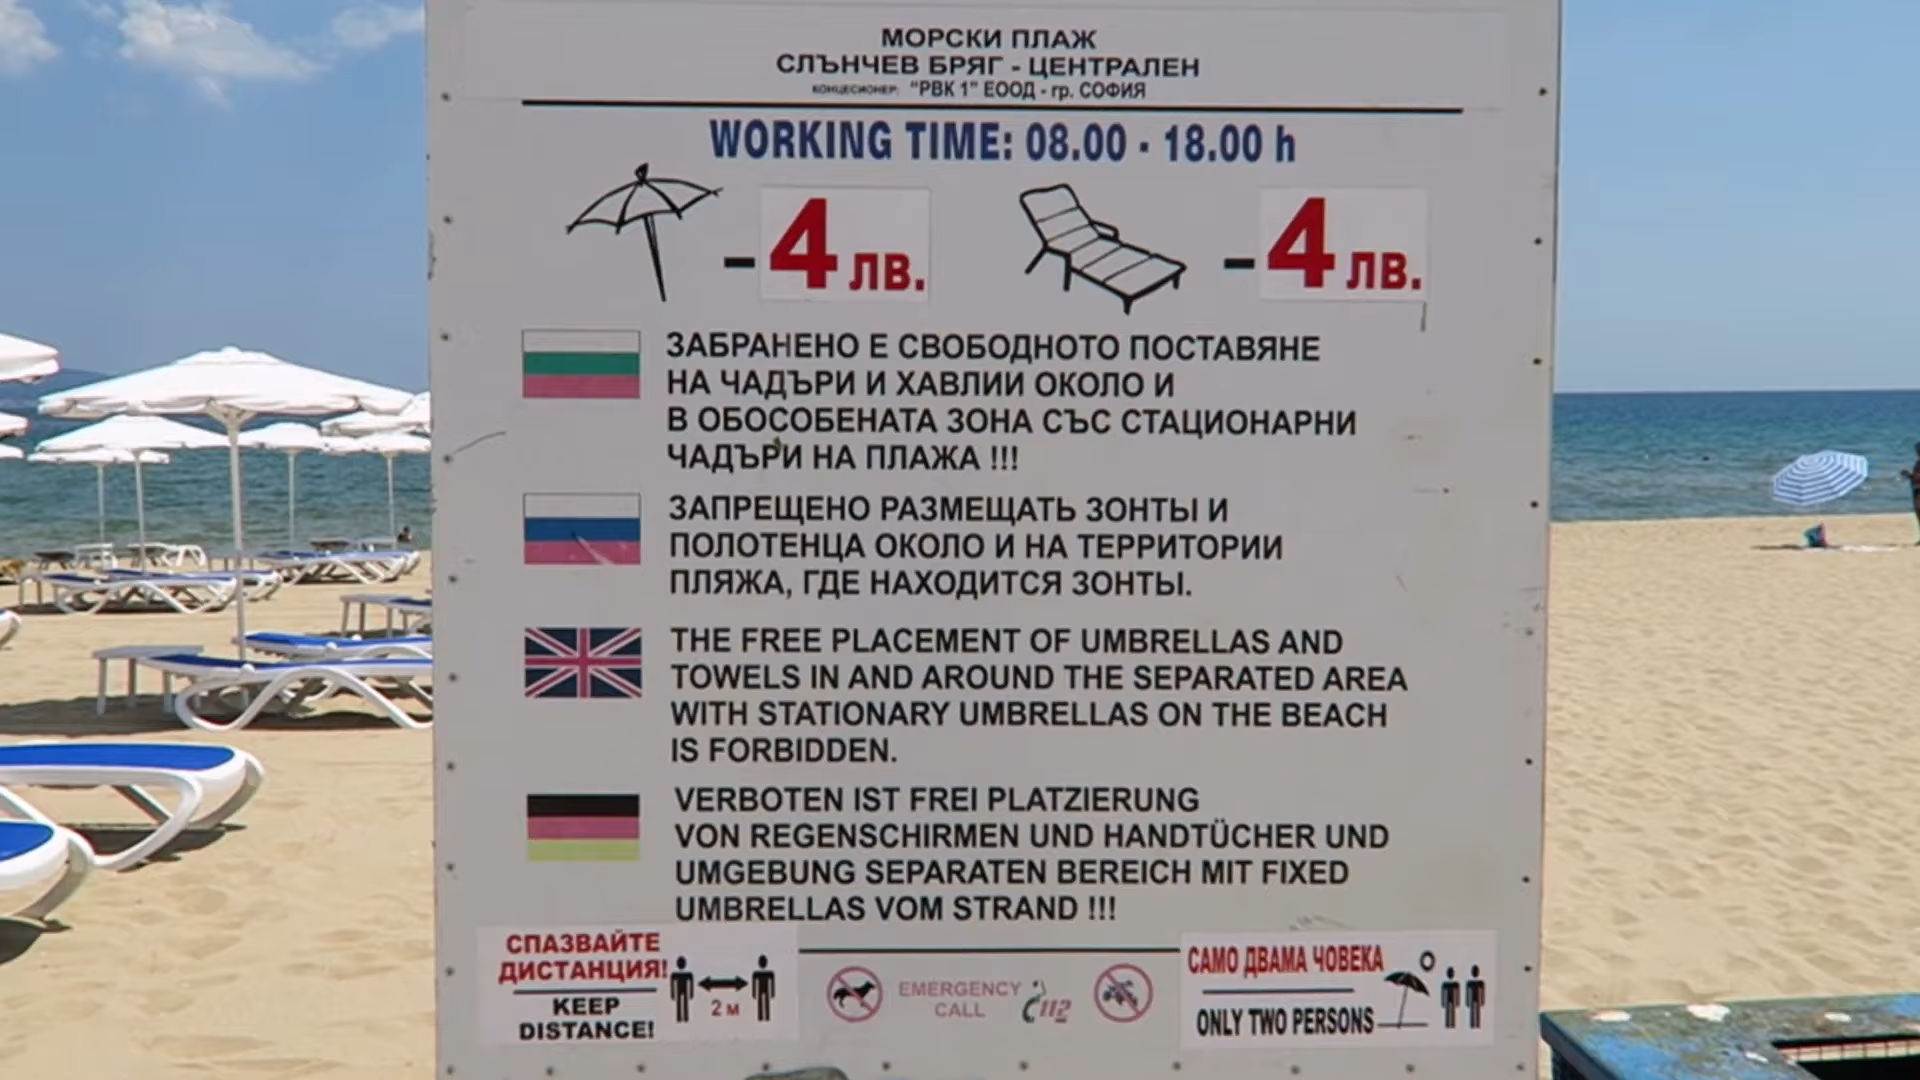 МОРСКИ ПЛАЖ
СЛЪНЧЕВ БРЯГ - ЦЕНТРАЛЕН
КОНЦЕСИОНЕР: "РВК 1" ЕООД - гр. СОФИЯ
WORKING TIME: 08.00 - 18.00 h
- 4 ЛВ. - 4 ЛВ.
ЗАБРАНЕНО Е СВОБОДНОТО ПОСТАВЯНЕ
НА ЧАДЪРИ И ХАВЛИИ ОКОЛО И
В ОБОСОБЕНАТА ЗОНА СЪС СТАЦИОНАРНИ
ЧАДЪРИ НА ПЛАЖА !!!
ЗАПРЕЩЕНО РАЗМЕЩАТЬ ЗОНТЫ И
ПОЛОТЕНЦА ОКОЛО И НА ТЕРРИТОРИИ
ПЛЯЖА, ГДЕ НАХОДИТСЯ ЗОНТЫ.
THE FREE PLACEMENT OF UMBRELLAS AND
TOWELS IN AND AROUND THE SEPARATED AREA
WITH STATIONARY UMBRELLAS ON THE BEACH
IS FORBIDDEN.
VERBOTEN IST FREI PLATZIERUNG
VON REGENSCHIRMEN UND HANDTÜCHER UND
UMGEBUNG SEPARATEN BEREICH MIT FIXED
UMBRELLAS VOM STRAND !!!
СПАЗВАЙТЕ
ДИСТАНЦИЯ!
KEEP
DISTANCE!
2 м
EMERGENCY
CALL
112
САМО ДВАМА ЧОВЕКА
ONLY TWO PERSONS